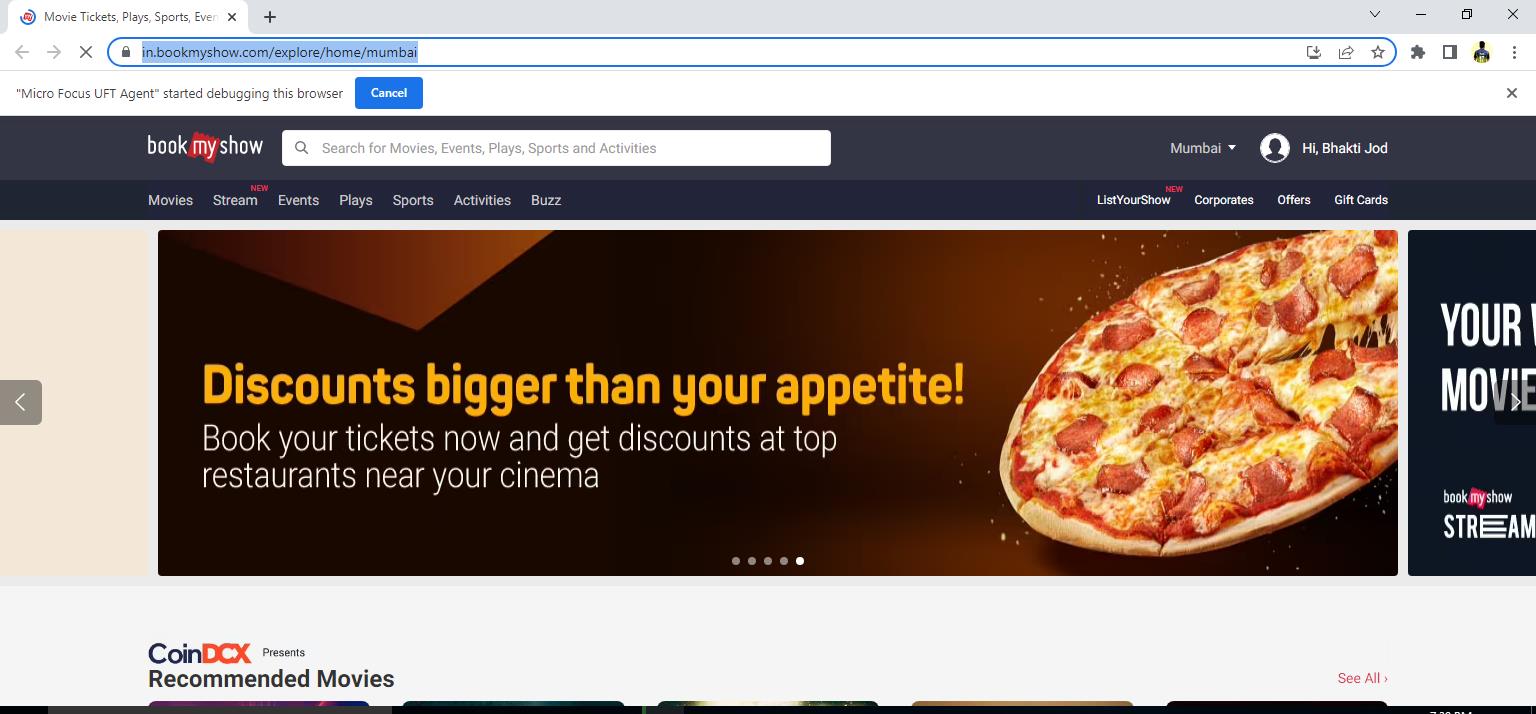 Movie Tickets, Plays, Sports, Even
in.bookmyshow.com/explore/home/mumbai
"Micro Focus UFT Agent" started debugging this browser Cancel
book my show Search for Movies, Events, Plays, Sports and Activities Mumbai Hi, Bhakti Jod
NEW NEW
Movies Stream Events Plays Sports Activities Buzz ListYourShow Corporates Offers Gift Cards
Discounts bigger than your appetite!
Book your tickets now and get discounts at top
restaurants near your cinema
YOUR
MOVIE
book my show
STREAM
CoinDCX Presents
Recommended Movies See All ›